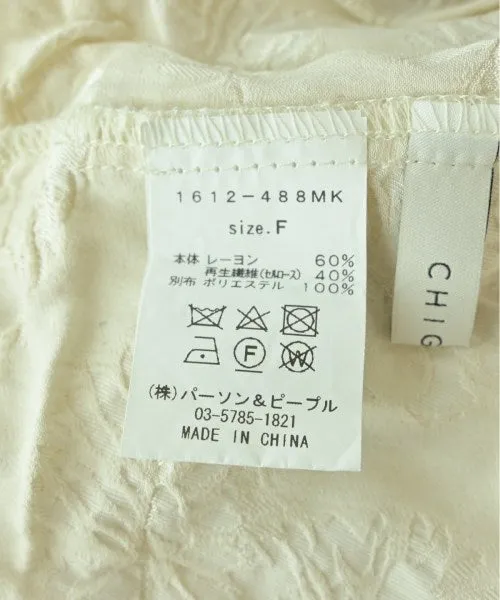 1612-488MK
size.F
本体 レーヨン 60%
再生繊維(セルロース) 40%
別布 ポリエステル 100%
F
W
(株)パーソン&ピープル
03-5785-1821
MADE IN CHINA
CHIG